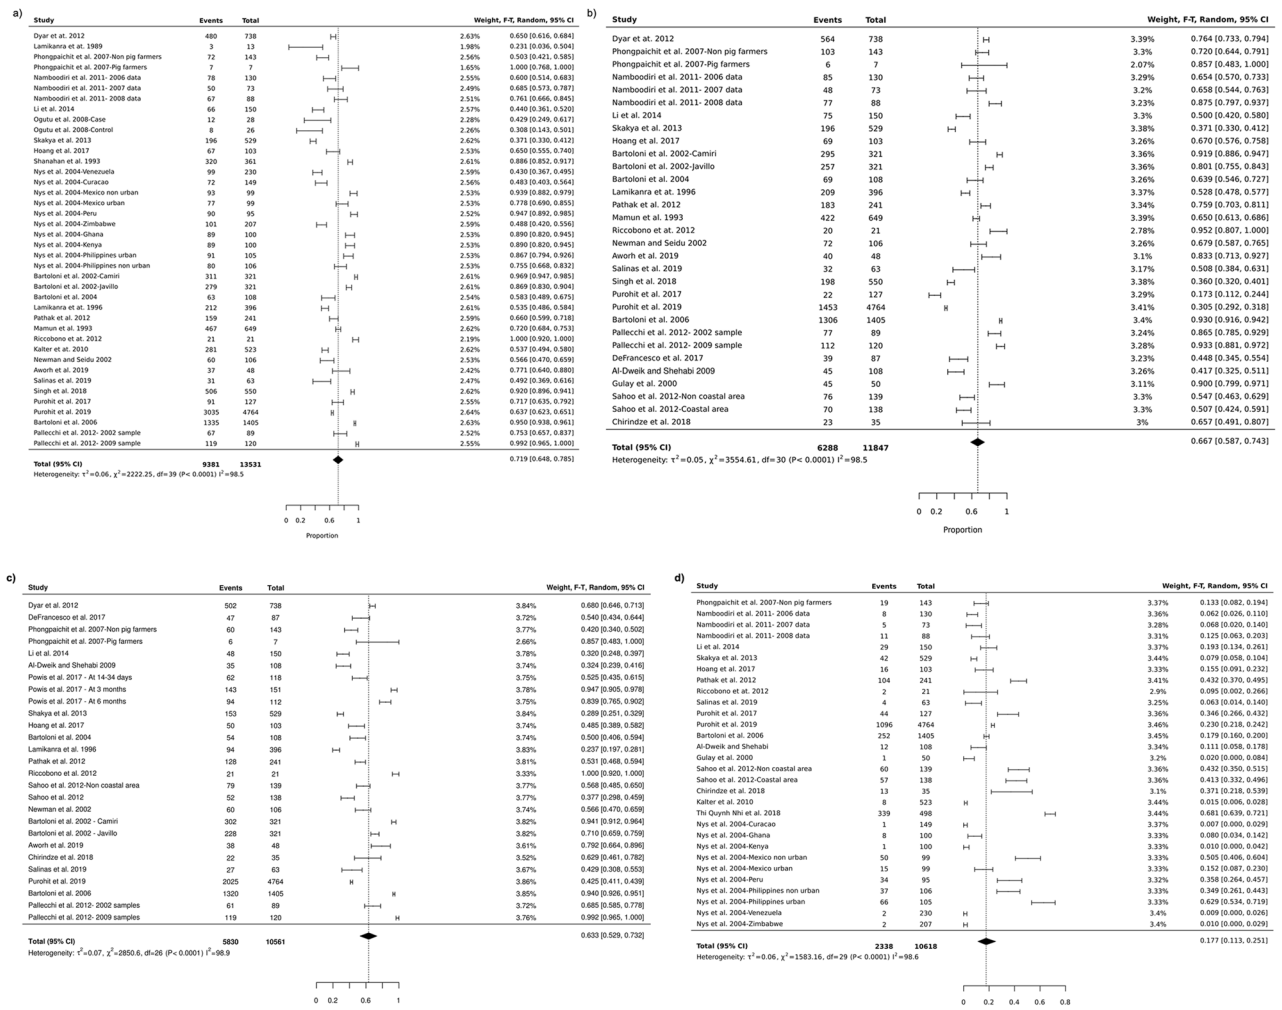 a)
Study Events Total Weight, F-T, Random, 95% CI
Dyar et at. 2012 480 738 2.63% 0.650 [0.616, 0.684]
Lamikanra et at. 1989 3 13 1.98% 0.231 [0.036, 0.504]
Phongpaichit et at. 2007-Non pig farmers 72 143 2.56% 0.503 [0.421, 0.585]
Phongpaichit et at. 2007-Pig farmers 7 7 2.07% 1.000 [0.768, 1.000]
Namboodiri et al. 2011- 2006 data 78 130 2.55% 0.600 [0.514, 0.683]
Namboodiri et al. 2011- 2007 data 50 73 2.49% 0.685 [0.573, 0.787]
Namboodiri et al. 2011- 2008 data 67 88 2.51% 0.761 [0.666, 0.845]
Li et al. 2014 66 150 2.56% 0.440 [0.361, 0.520]
Ogutu et al. 2008-Case 12 28 2.28% 0.429 [0.249, 0.617]
Ogutu et al. 2008-Control 8 26 2.26% 0.308 [0.143, 0.501]
Skakya et al. 2013 196 529 2.62% 0.371 [0.330, 0.412]
Hoang et al. 2017 67 103 2.53% 0.650 [0.555, 0.740]
Shanahan et al. 1993 320 361 2.61% 0.886 [0.852, 0.917]
Nys et al. 2004-Venezuela 99 230 2.59% 0.430 [0.367, 0.495]
Nys et al. 2004-Curacao 72 149 2.56% 0.483 [0.403, 0.564]
Nys et al. 2004-Mexico non urban 93 99 2.53% 0.939 [0.882, 0.979]
Nys et al. 2004-Mexico urban 77 99 2.53% 0.778 [0.690, 0.855]
Nys et al. 2004-Peru 90 95 2.53% 0.947 [0.892, 0.985]
Nys et al. 2004-Zimbabwe 101 207 2.59% 0.488 [0.420, 0.556]
Nys et al. 2004-Ghana 89 100 2.53% 0.890 [0.820, 0.945]
Nys et al. 2004-Kenya 89 100 2.53% 0.890 [0.820, 0.945]
Nys et al. 2004-Philippines urban 91 105 2.53% 0.867 [0.794, 0.926]
Nys et al. 2004-Philippines non urban 80 106 2.53% 0.755 [0.668, 0.832]
Bartoloni et al. 2002-Camiri 311 321 2.61% 0.969 [0.947, 0.985]
Bartoloni et al. 2002-Javillo 279 321 2.61% 0.869 [0.830, 0.904]
Bartoloni et al. 2004 63 108 2.54% 0.583 [0.489, 0.675]
Lamikanra et at. 1996 212 396 2.61% 0.535 [0.486, 0.584]
Pathak et al. 2012 159 241 2.59% 0.660 [0.599, 0.718]
Mamun et al. 1993 467 649 2.63% 0.720 [0.684, 0.753]
Riccobono et at. 2012 21 21 2.19% 1.000 [0.920, 1.000]
Kalter et al. 2010 281 523 2.62% 0.537 [0.494, 0.580]
Newman and Seidu 2002 60 106 2.54% 0.566 [0.470, 0.659]
Aworh et al. 2019 37 48 2.42% 0.771 [0.640, 0.880]
Salinas et al. 2019 31 63 2.47% 0.492 [0.369, 0.616]
Singh et al. 2018 506 550 2.62% 0.920 [0.896, 0.941]
Purohit et al. 2017 91 127 2.55% 0.717 [0.635, 0.792]
Purohit et al. 2019 3035 4764 2.64% 0.637 [0.623, 0.651]
Bartoloni et al. 2006 1335 1405 2.63% 0.950 [0.938, 0.961]
Pallecchi et al. 2012- 2002 sample 67 89 2.51% 0.753 [0.657, 0.837]
Pallecchi et al. 2012- 2009 sample 119 120 2.55% 0.992 [0.965, 1.000]
Total (95% CI) 9381 13531 0.719 [0.648, 0.785]
Heterogeneity: τ²=0.06, χ²=2222.25, df=39 (P< 0.0001) I²=98.5
0 0.2 0.6 1
Proportion
b)
Study Events Total Weight, F-T, Random, 95% CI
Dyar et at. 2012 564 738 3.39% 0.764 [0.733, 0.794]
Phongpaichit et at. 2007-Non pig farmers 103 143 3.3% 0.720 [0.644, 0.791]
Phongpaichit et at. 2007-Pig farmers 6 7 2.07% 0.857 [0.483, 1.000]
Namboodiri et al. 2011- 2006 data 85 130 3.29% 0.654 [0.570, 0.733]
Namboodiri et al. 2011- 2007 data 48 73 3.2% 0.658 [0.544, 0.763]
Namboodiri et al. 2011- 2008 data 77 88 3.23% 0.875 [0.797, 0.937]
Li et al. 2014 75 150 3.3% 0.500 [0.420, 0.580]
Skakya et al. 2013 196 529 3.38% 0.371 [0.330, 0.412]
Hoang et al. 2017 69 103 3.26% 0.670 [0.576, 0.758]
Bartoloni et al. 2002-Camiri 295 321 3.36% 0.919 [0.886, 0.947]
Bartoloni et al. 2002-Javillo 257 321 3.36% 0.801 [0.755, 0.843]
Bartoloni et al. 2004 69 108 3.27% 0.639 [0.546, 0.727]
Lamikanra et at. 1996 209 396 3.37% 0.528 [0.478, 0.577]
Pathak et al. 2012 183 241 3.34% 0.759 [0.703, 0.811]
Mamun et al. 1993 422 649 3.39% 0.650 [0.613, 0.686]
Riccobono et at. 2012 20 21 2.78% 0.952 [0.807, 1.000]
Newman and Seidu 2002 72 106 3.26% 0.679 [0.587, 0.765]
Aworh et al. 2019 40 48 3.1% 0.833 [0.713, 0.927]
Salinas et al. 2019 32 63 3.17% 0.508 [0.384, 0.631]
Singh et al. 2018 198 550 3.38% 0.360 [0.320, 0.401]
Purohit et al. 2017 22 127 3.29% 0.173 [0.112, 0.244]
Purohit et al. 2019 1453 4764 3.41% 0.305 [0.292, 0.318]
Bartoloni et al. 2006 1306 1405 3.4% 0.930 [0.916, 0.942]
Pallecchi et al. 2012- 2002 sample 77 89 3.24% 0.865 [0.785, 0.929]
Pallecchi et al. 2012- 2009 sample 112 120 3.28% 0.933 [0.881, 0.972]
DeFrancesco et al. 2017 39 87 3.23% 0.448 [0.345, 0.554]
Al-Dweik and Shehabi 2009 45 108 3.26% 0.417 [0.325, 0.511]
Gulay et al. 2000 45 50 3.11% 0.900 [0.799, 0.971]
Sahoo et al. 2012-Non coastal area 76 139 3.3% 0.547 [0.463, 0.629]
Sahoo et al. 2012-Coastal area 70 138 3.3% 0.507 [0.424, 0.591]
Chirindze et al. 2018 23 35 3% 0.657 [0.491, 0.807]
Total (95% CI) 6288 11847 0.667 [0.587, 0.743]
Heterogeneity: τ²=0.05, χ²=3554.61, df=30 (P< 0.0001) I²=98.5
0 0.2 0.6 1
Proportion
c)
Study Events Total Weight, F-T, Random, 95% CI
Dyar et al. 2012 502 738 3.84% 0.680 [0.646, 0.713]
DeFrancesco et al. 2017 47 87 3.72% 0.540 [0.434, 0.644]
Phongpaichit et al. 2007-Non pig farmers 60 143 3.77% 0.420 [0.340, 0.502]
Phongpaichit et al. 2007-Pig farmers 6 7 2.66% 0.857 [0.483, 1.000]
Li et al. 2014 48 150 3.78% 0.320 [0.248, 0.397]
Al-Dweik and Shehabi 2009 35 108 3.74% 0.324 [0.239, 0.416]
Powis et al. 2017 - At 14-34 days 62 118 3.75% 0.525 [0.435, 0.615]
Powis et al. 2017 - At 3 months 143 151 3.78% 0.947 [0.905, 0.978]
Powis et al. 2017 - At 6 months 94 112 3.75% 0.839 [0.765, 0.902]
Shakya et al. 2013 153 529 3.83% 0.289 [0.251, 0.329]
Hoang et al. 2017 50 103 3.74% 0.485 [0.389, 0.582]
Bartoloni et al. 2004 54 108 3.74% 0.500 [0.406, 0.594]
Lamikanra et al. 1996 94 396 3.83% 0.237 [0.197, 0.281]
Pathak et al. 2012 128 241 3.81% 0.531 [0.468, 0.594]
Riccobono et al. 2012 21 21 3.33% 1.000 [0.920, 1.000]
Sahoo et al. 2012-Non coastal area 79 139 3.77% 0.568 [0.485, 0.650]
Sahoo et al. 2012 52 138 3.77% 0.377 [0.298, 0.459]
Newman et al. 2002 60 106 3.74% 0.566 [0.470, 0.659]
Bartoloni et al. 2002 - Camiri 302 321 3.82% 0.941 [0.912, 0.964]
Bartoloni et al. 2002 - Javillo 228 321 3.82% 0.710 [0.659, 0.759]
Aworh et al. 2019 38 48 3.61% 0.792 [0.664, 0.896]
Chirindze et al. 2018 22 35 3.52% 0.629 [0.461, 0.782]
Salinas et al. 2019 27 63 3.67% 0.429 [0.308, 0.553]
Purohit et al. 2019 2025 4764 3.86% 0.425 [0.411, 0.439]
Bartoloni et al. 2006 1320 1405 3.85% 0.940 [0.926, 0.951]
Pallecchi et al. 2012- 2002 samples 61 89 3.72% 0.685 [0.585, 0.778]
Pallecchi et al. 2012- 2009 samples 119 120 3.76% 0.992 [0.965, 1.000]
Total (95% CI) 5830 10561 0.633 [0.529, 0.732]
Heterogeneity: τ²=0.07, χ²=2850.6, df=26 (P< 0.0001) I²=98.9
0 0.2 0.6 1
d)
Study Events Total Weight, F-T, Random, 95% CI
Phongpaichit et at. 2007-Non pig farmers 19 143 3.37% 0.133 [0.082, 0.194]
Namboodiri et al. 2011- 2006 data 8 130 3.36% 0.062 [0.026, 0.110]
Namboodiri et al. 2011- 2007 data 5 73 3.28% 0.068 [0.020, 0.140]
Namboodiri et al. 2011- 2008 data 11 88 3.31% 0.125 [0.063, 0.203]
Li et al. 2014 29 150 3.37% 0.193 [0.134, 0.261]
Skakya et al. 2013 42 529 3.44% 0.079 [0.058, 0.104]
Hoang et al. 2017 16 103 3.33% 0.155 [0.091, 0.232]
Pathak et al. 2012 104 241 3.41% 0.432 [0.370, 0.495]
Riccobono et at. 2012 2 21 2.9% 0.095 [0.002, 0.266]
Salinas et al. 2019 4 63 3.25% 0.063 [0.014, 0.140]
Purohit et al. 2017 44 127 3.36% 0.346 [0.266, 0.432]
Purohit et al. 2019 1096 4764 3.46% 0.230 [0.218, 0.242]
Bartoloni et al. 2006 252 1405 3.45% 0.179 [0.160, 0.200]
Al-Dweik and Shehabi 12 108 3.34% 0.111 [0.058, 0.178]
Gulay et al. 2000 1 50 3.2% 0.020 [0.000, 0.084]
Sahoo et al. 2012-Non coastal area 60 139 3.36% 0.432 [0.350, 0.515]
Sahoo et al. 2012-Coastal area 57 138 3.36% 0.413 [0.332, 0.496]
Chirindze et al. 2018 13 35 3.1% 0.371 [0.218, 0.539]
Kalter et al. 2010 8 523 3.44% 0.015 [0.006, 0.028]
Thi Quynh Nhi et al. 2018 339 498 3.44% 0.681 [0.639, 0.721]
Nys et al. 2004-Curacao 1 149 3.37% 0.007 [0.000, 0.029]
Nys et al. 2004-Ghana 8 100 3.33% 0.080 [0.034, 0.142]
Nys et al. 2004-Kenya 1 100 3.33% 0.010 [0.000, 0.042]
Nys et al. 2004-Mexico non urban 50 99 3.33% 0.505 [0.406, 0.604]
Nys et al. 2004-Mexico urban 15 99 3.33% 0.152 [0.087, 0.230]
Nys et al. 2004-Peru 34 95 3.32% 0.358 [0.264, 0.457]
Nys et al. 2004-Philippines non urban 37 106 3.33% 0.349 [0.261, 0.443]
Nys et al. 2004-Philippines urban 66 105 3.33% 0.629 [0.534, 0.719]
Nys et al. 2004-Venezuela 2 230 3.4% 0.009 [0.000, 0.026]
Nys et al. 2004-Zimbabwe 2 207 3.4% 0.010 [0.000, 0.029]
Total (95% CI) 2338 10618 0.177 [0.113, 0.251]
Heterogeneity: τ²=0.06, χ²=1583.16, df=29 (P< 0.0001) I²=98.6
0 0.2 0.4 0.6 0.8